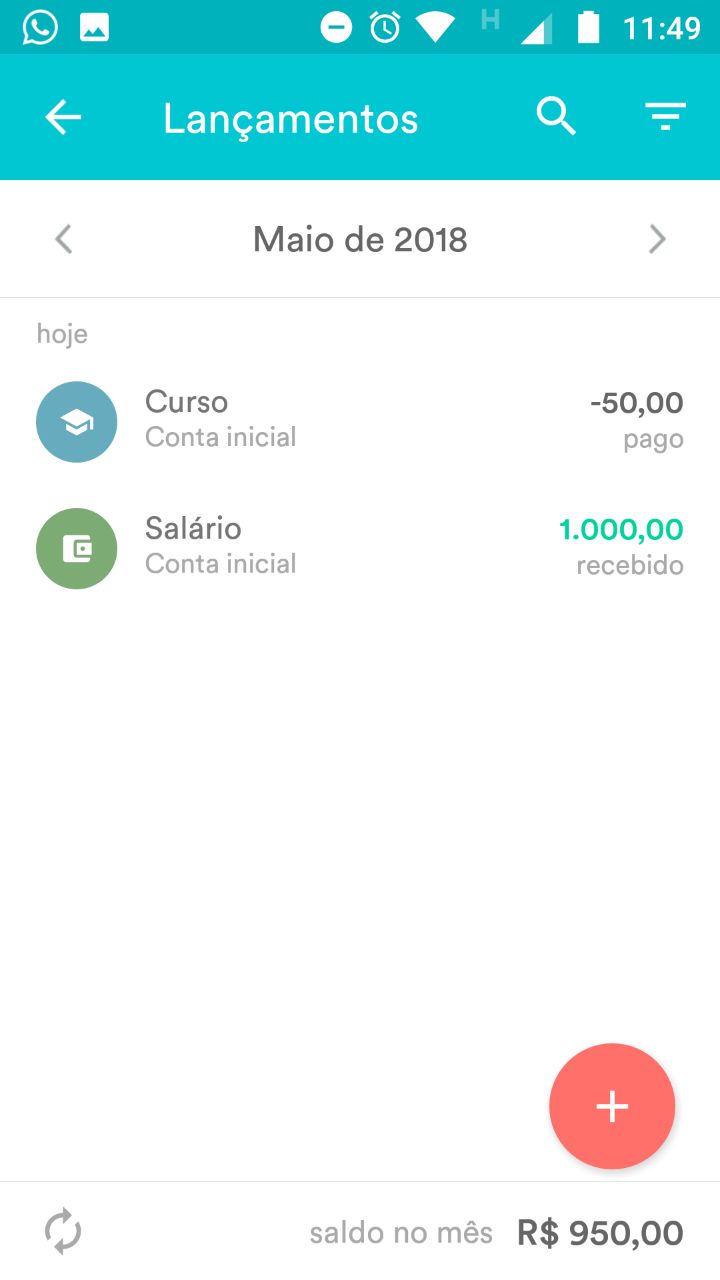 H 11:49
Lançamentos
Maio de 2018
hoje
Curso -50,00
Conta inicial pago
Salário 1.000,00
Conta inicial recebido
saldo no mês R$ 950,00